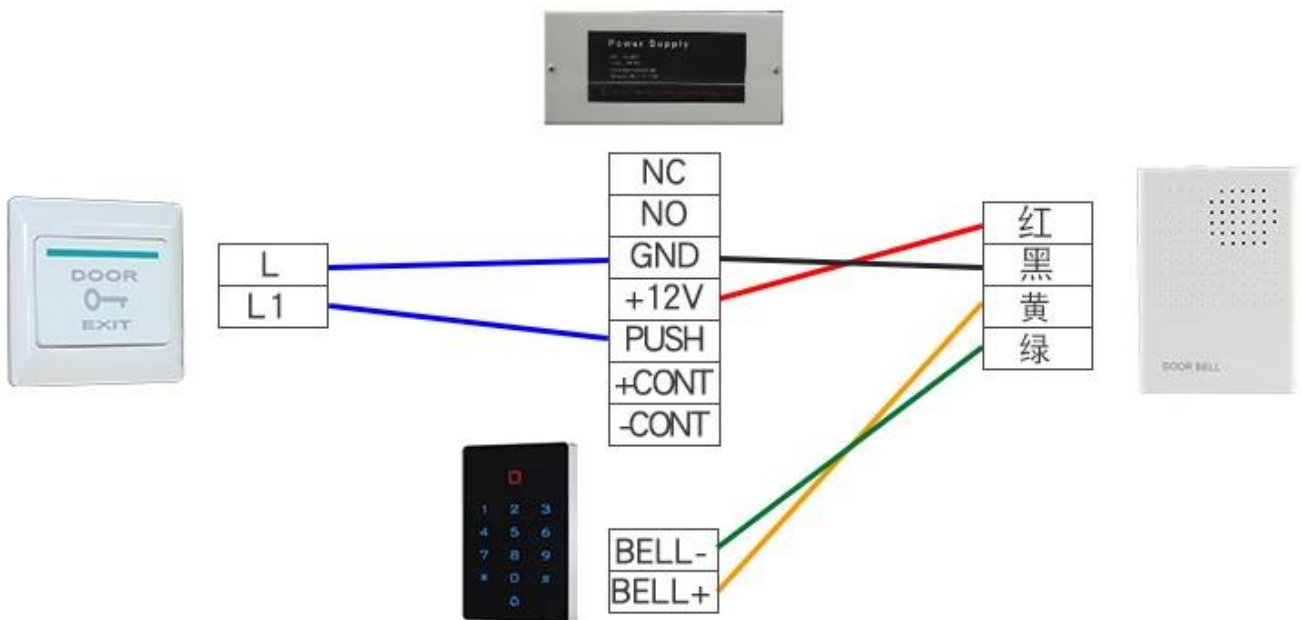 Power Supply
NC
NO
GND
+12V
PUSH
+CONT
-CONT
DOOR
EXIT
L
L1
红
黑
黄
绿
DOOR BELL
1 2 3
4 5 6
7 8 9
* 0 #
BELL-
BELL+